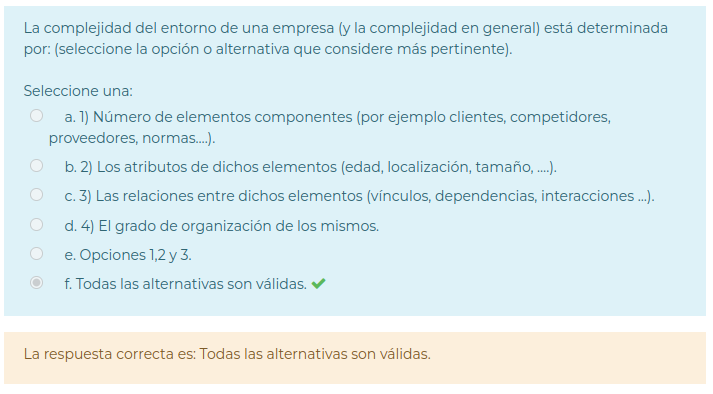 La complejidad del entorno de una empresa (y la complejidad en general) está determinada
por: (seleccione la opción o alternativa que considere más pertinente).
Seleccione una:
a. 1) Número de elementos componentes (por ejemplo clientes, competidores,
proveedores, normas....).
b. 2) Los atributos de dichos elementos (edad, localización, tamaño, ....).
c. 3) Las relaciones entre dichos elementos (vínculos, dependencias, interacciones ...).
d. 4) El grado de organización de los mismos.
e. Opciones 1,2 y 3.
f. Todas las alternativas son válidas.
La respuesta correcta es: Todas las alternativas son válidas.